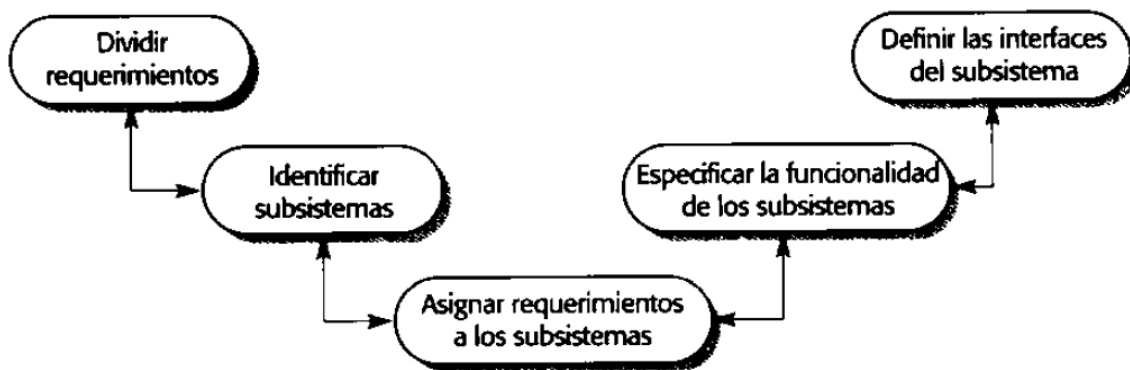 Dividir
requerimientos
Identificar
subsistemas
Asignar requerimientos
a los subsistemas
Especificar la funcionalidad
de los subsistemas
Definir las interfaces
del subsistema